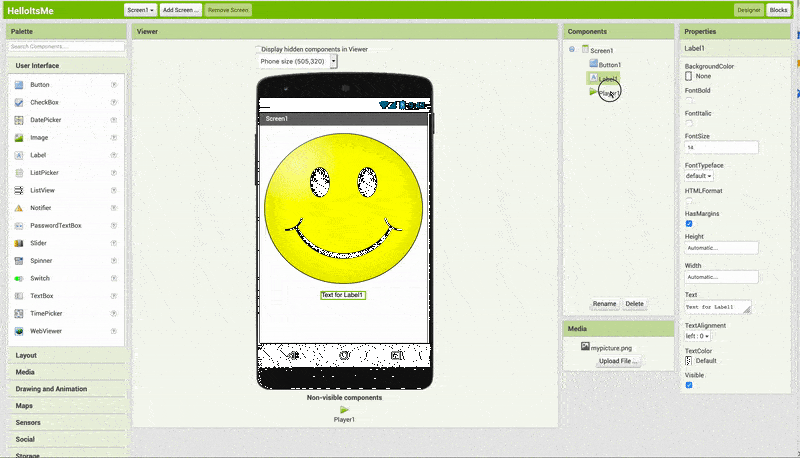 HelloItsMe
Screen1
Add Screen ...
Remove Screen
Designer
Blocks
Palette
Search Components...
User Interface
Button
CheckBox
DatePicker
Image
Label
ListPicker
ListView
Notifier
PasswordTextBox
Slider
Spinner
Switch
TextBox
TimePicker
WebViewer
Layout
Media
Drawing and Animation
Maps
Sensors
Social
Storage
Viewer
Display hidden components in Viewer
Phone size (505,320)
Screen1
Text for Label1
Non-visible components
Player1
Components
Screen1
Button1
Label1
Player1
Rename
Delete
Media
mypicture.png
Upload File ...
Properties
Label1
BackgroundColor
None
FontBold
FontItalic
FontSize
14
FontTypeface
default
HTMLFormat
HasMargins
Height
Automatic...
Width
Automatic...
Text
Text for Label1
TextAlignment
left : 0
TextColor
Default
Visible